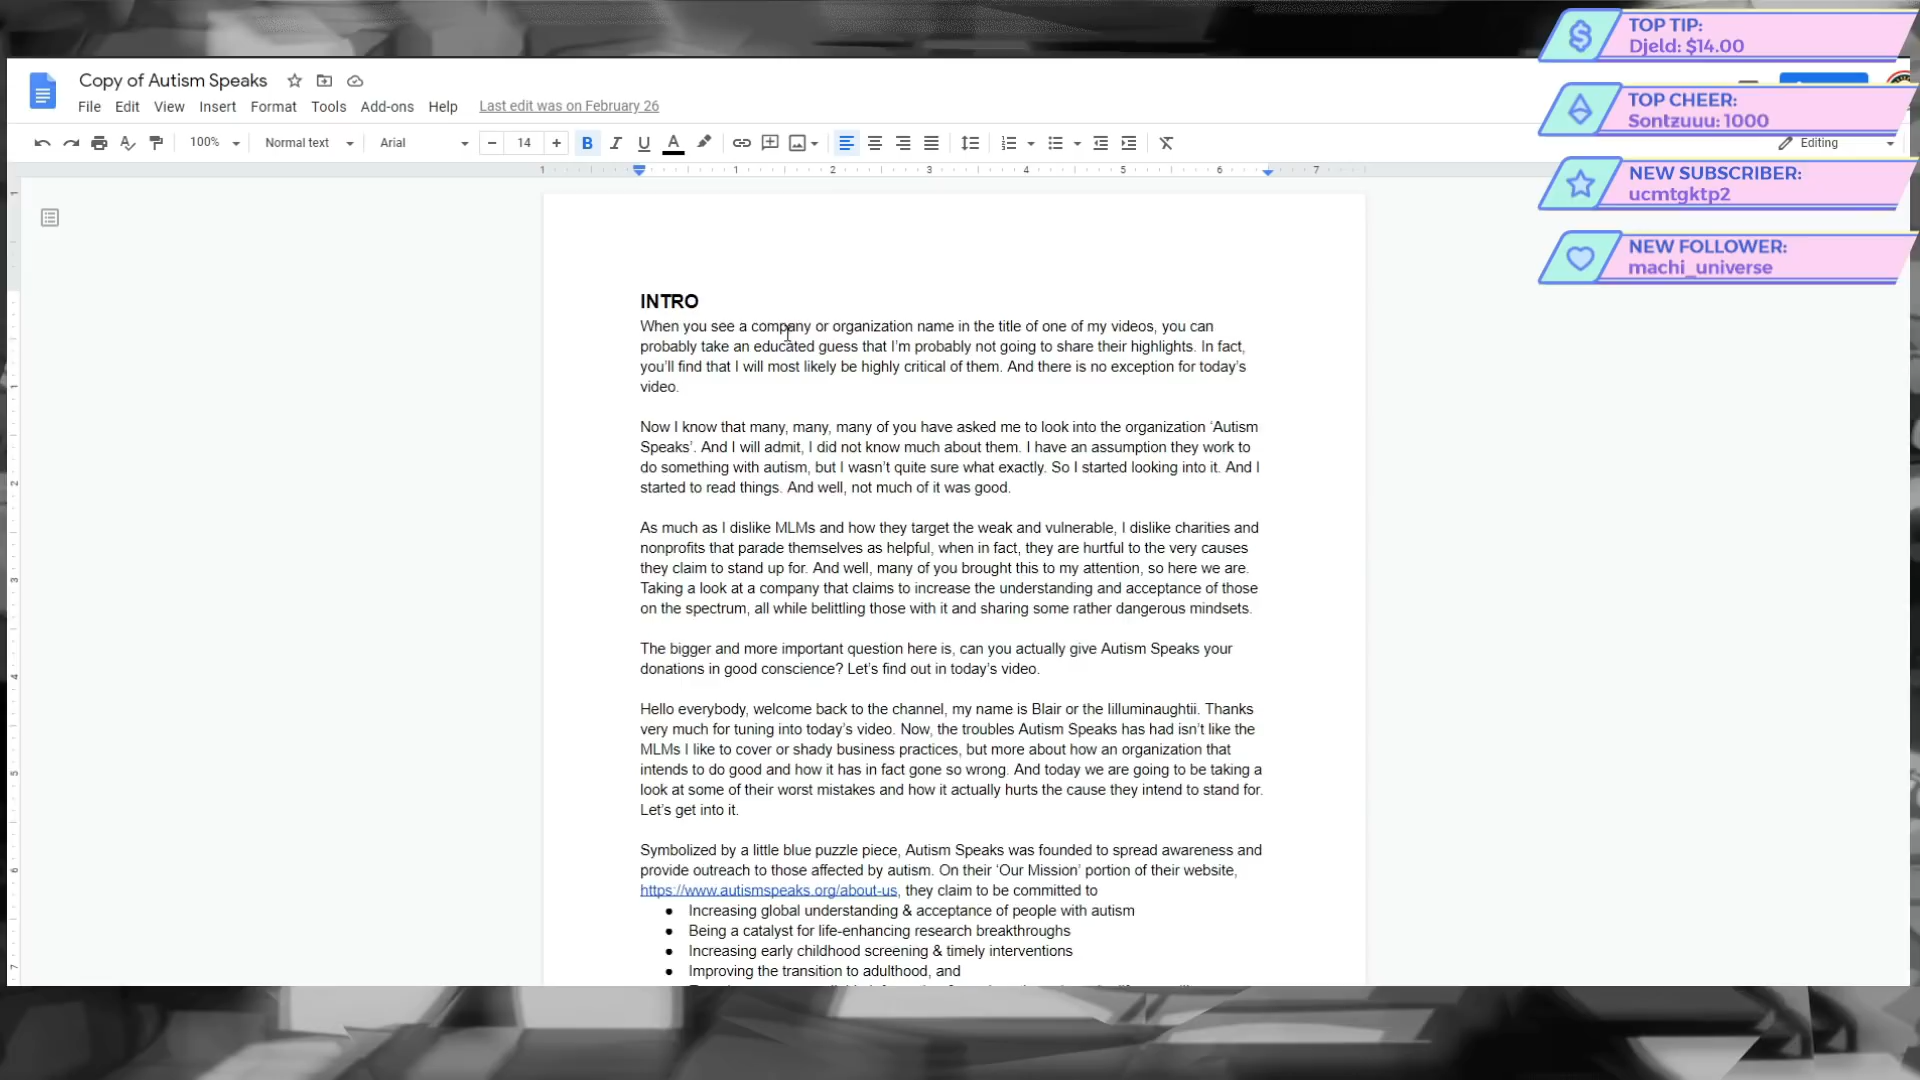 TOP TIP:
Djeld: $14.00
Copy of Autism Speaks
File Edit View Insert Format Tools Add-ons Help Last edit was on February 26
TOP CHEER:
Sontzuuu: 1000
100% Normal text Arial 14 B I U A Editing
1 1 2 3 4 5 6 7
NEW SUBSCRIBER:
ucmtgktp2
NEW FOLLOWER:
machi_universe
INTRO
When you see a company or organization name in the title of one of my videos, you can
probably take an educated guess that I'm probably not going to share their highlights. In fact,
you'll find that I will most likely be highly critical of them. And there is no exception for today's
video.
Now I know that many, many, many of you have asked me to look into the organization ‘Autism
Speaks’. And I will admit, I did not know much about them. I have an assumption they work to
do something with autism, but I wasn’t quite sure what exactly. So I started looking into it. And I
started to read things. And well, not much of it was good.
As much as I dislike MLMs and how they target the weak and vulnerable, I dislike charities and
nonprofits that parade themselves as helpful, when in fact, they are hurtful to the very causes
they claim to stand up for. And well, many of you brought this to my attention, so here we are.
Taking a look at a company that claims to increase the understanding and acceptance of those
on the spectrum, all while belittling those with it and sharing some rather dangerous mindsets.
The bigger and more important question here is, can you actually give Autism Speaks your
donations in good conscience? Let’s find out in today’s video.
Hello everybody, welcome back to the channel, my name is Blair or the Iilluminaughtii. Thanks
very much for tuning into today’s video. Now, the troubles Autism Speaks has had isn’t like the
MLMs I like to cover or shady business practices, but more about how an organization that
intends to do good and how it has in fact gone so wrong. And today we are going to be taking a
look at some of their worst mistakes and how it actually hurts the cause they intend to stand for.
Let’s get into it.
Symbolized by a little blue puzzle piece, Autism Speaks was founded to spread awareness and
provide outreach to those affected by autism. On their ‘Our Mission’ portion of their website,
https://www.autismspeaks.org/about-us, they claim to be committed to
● Increasing global understanding & acceptance of people with autism
● Being a catalyst for life-enhancing research breakthroughs
● Increasing early childhood screening & timely interventions
● Improving the transition to adulthood, and